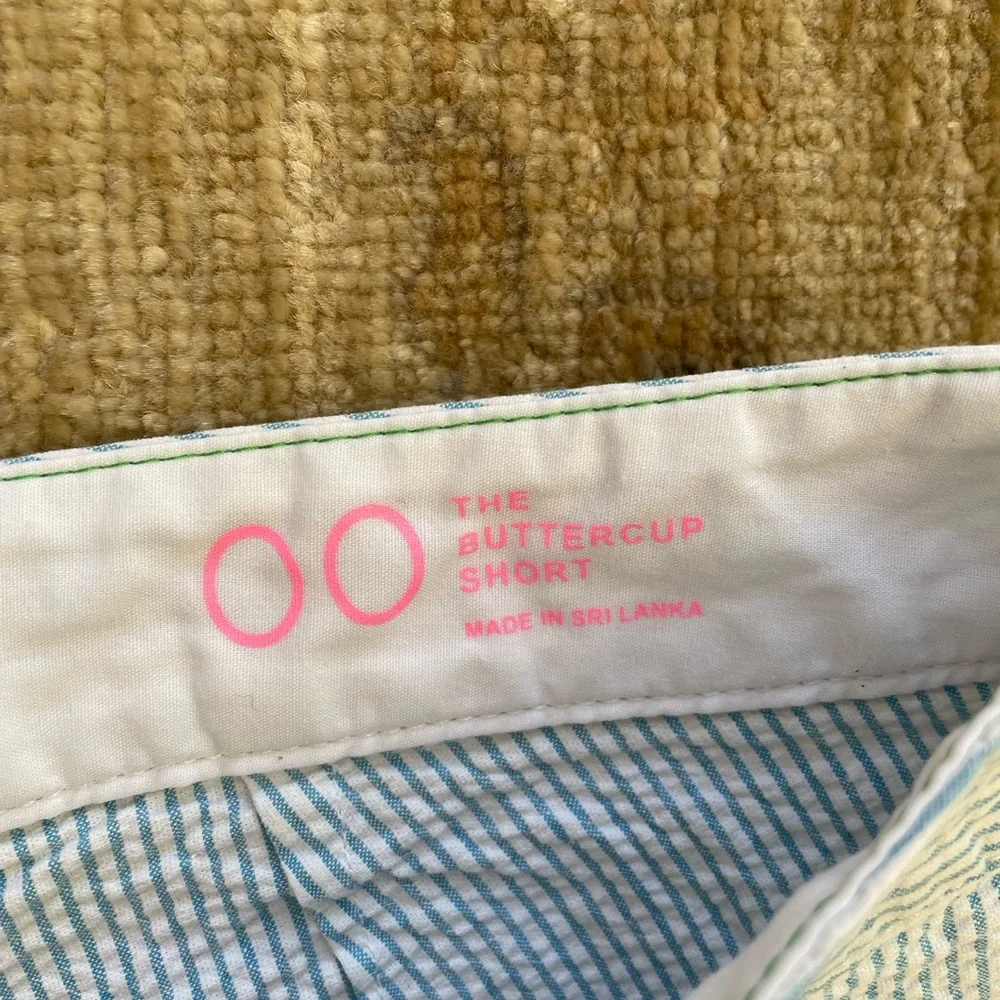 00
THE
BUTTERCUP
SHORT
MADE IN SRI LANKA